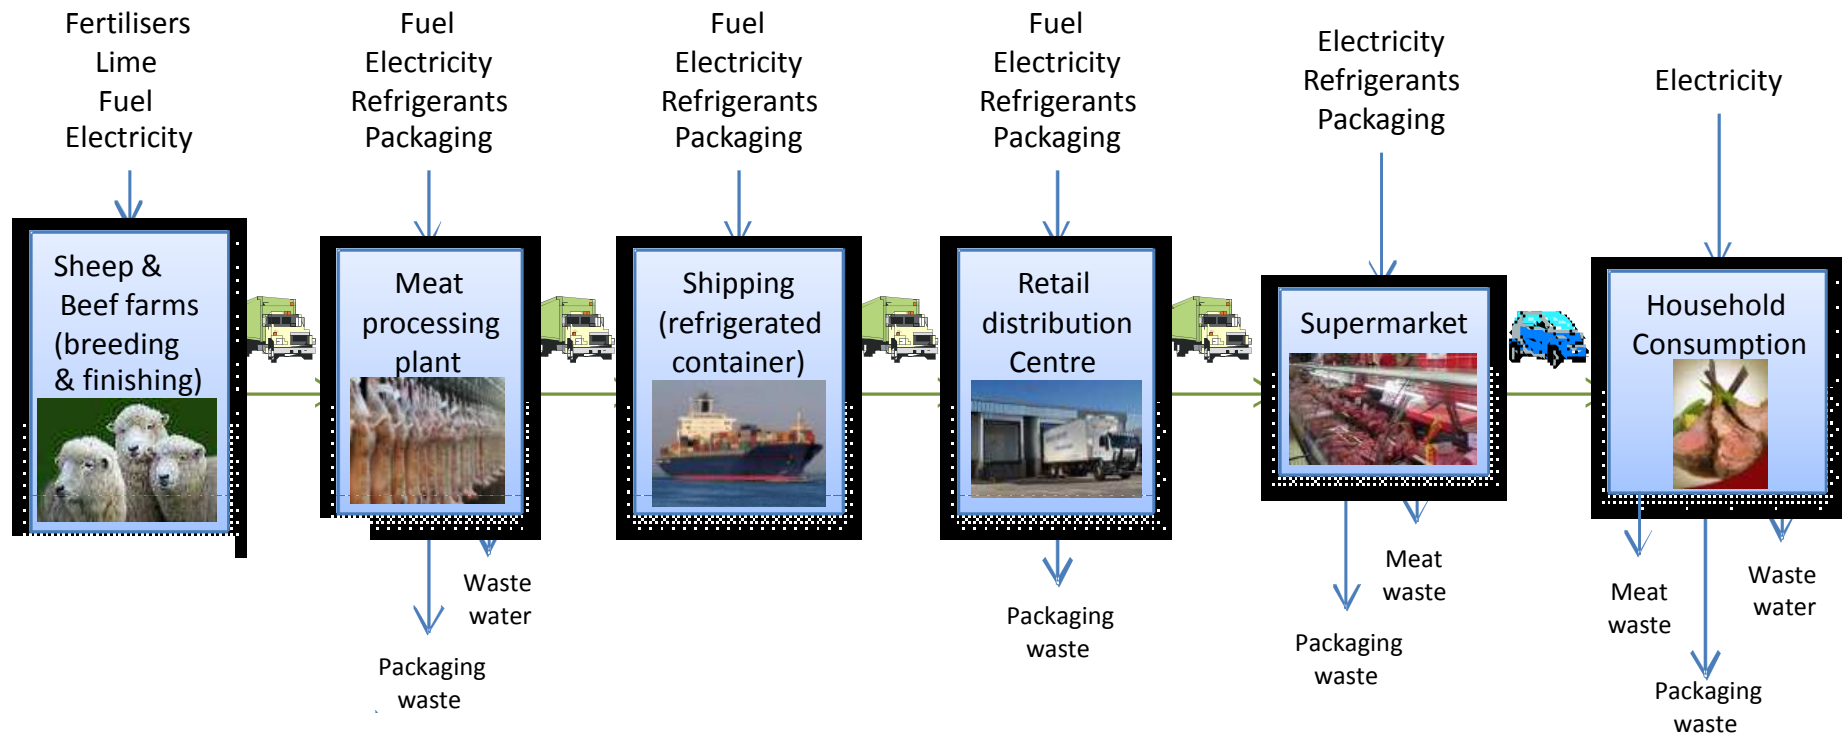 Fertilisers
Lime
Fuel
Electricity
Fuel
Electricity
Refrigerants
Packaging
Fuel
Electricity
Refrigerants
Packaging
Fuel
Electricity
Refrigerants
Packaging
Electricity
Refrigerants
Packaging
Electricity
Sheep &
Beef farms
(breeding
& finishing)
Meat
processing
plant
Shipping
(refrigerated
container)
Retail
distribution
Centre
Supermarket
Household
Consumption
Waste
water
Packaging
waste
Packaging
waste
Meat
waste
Packaging
waste
Meat
waste
Waste
water
Packaging
waste